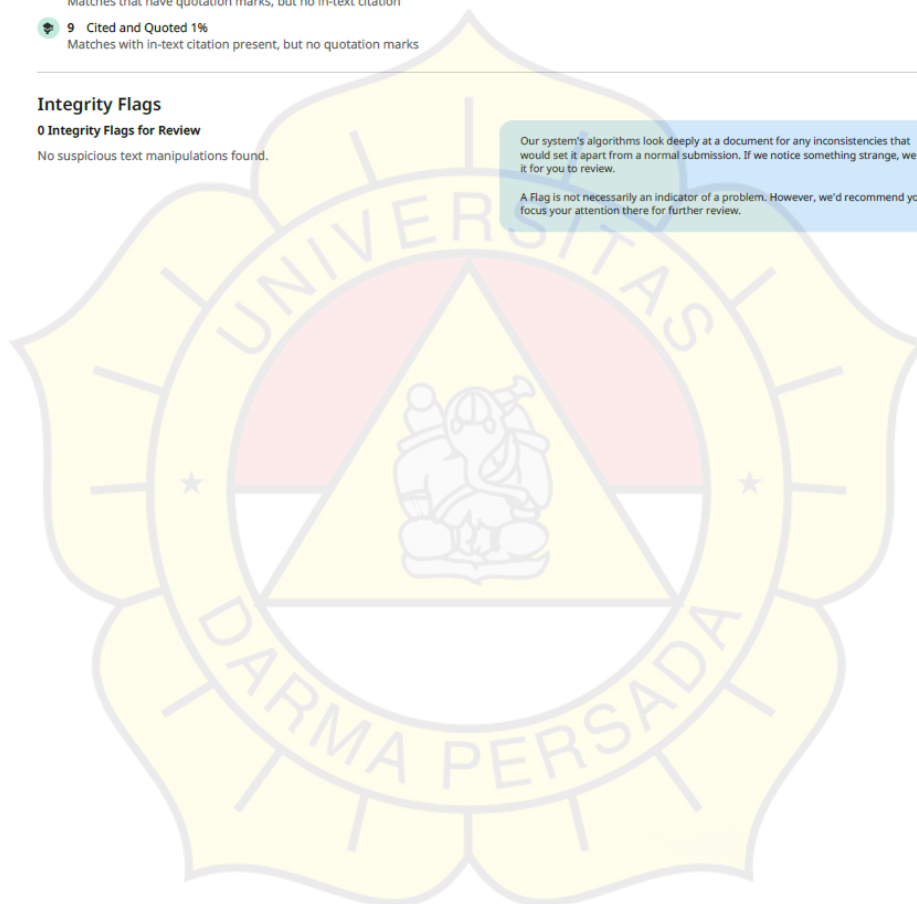 Matches that have quotation marks, but no in-text citation
9 Cited and Quoted 1%
Matches with in-text citation present, but no quotation marks
Integrity Flags
0 Integrity Flags for Review
No suspicious text manipulations found.
Our system's algorithms look deeply at a document for any inconsistencies that
would set it apart from a normal submission. If we notice something strange, we
it for you to review.
A Flag is not necessarily an indicator of a problem. However, we'd recommend yo
focus your attention there for further review.
UNIVERSITAS
DARMA PERSADA